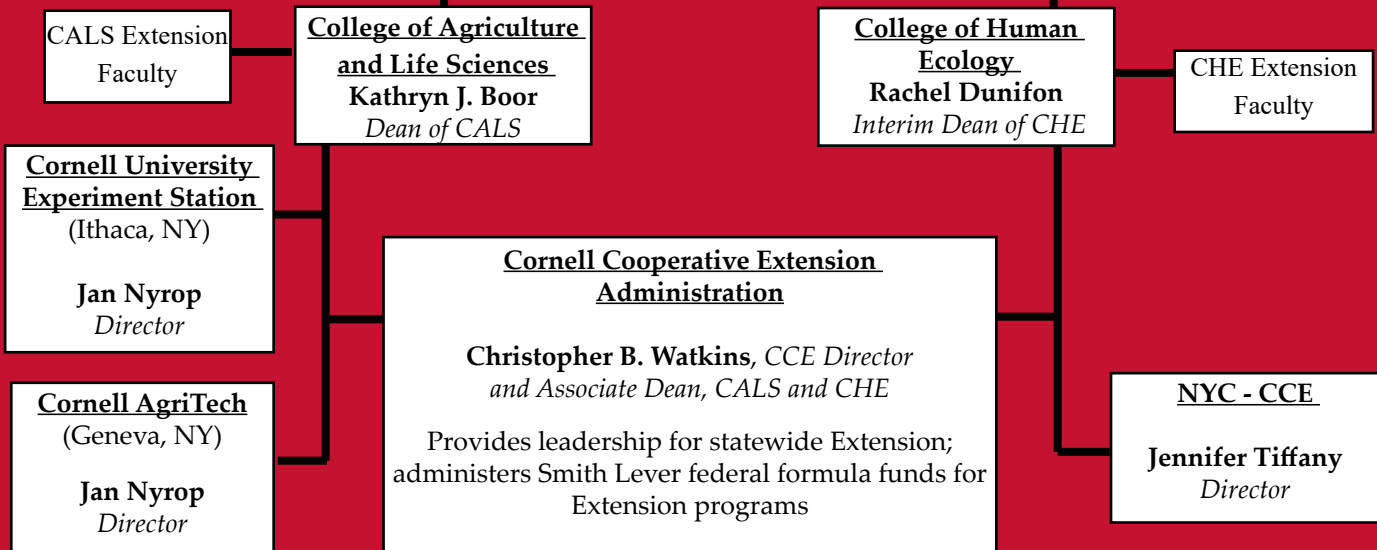 CALS Extension
Faculty
College of Agriculture
and Life Sciences
Kathryn J. Boor
Dean of CALS
College of Human
Ecology
Rachel Dunifon
Interim Dean of CHE
CHE Extension
Faculty
Cornell University
Experiment Station
(Ithaca, NY)
Jan Nyrop
Director
Cornell Cooperative Extension
Administration
Christopher B. Watkins, CCE Director
and Associate Dean, CALS and CHE
Provides leadership for statewide Extension;
administers Smith Lever federal formula funds for
Extension programs
Cornell AgriTech
(Geneva, NY)
Jan Nyrop
Director
NYC - CCE
Jennifer Tiffany
Director